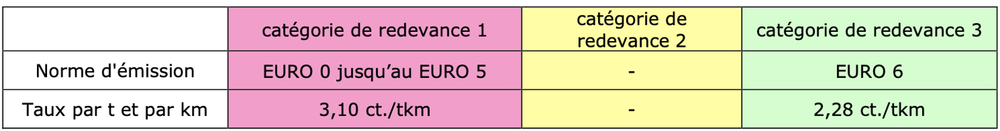 catégorie de redevance 1
catégorie de
redevance 2
catégorie de redevance 3
Norme d'émission
EURO 0 jusqu’au EURO 5
-
EURO 6
Taux par t et par km
3,10 ct./tkm
-
2,28 ct./tkm